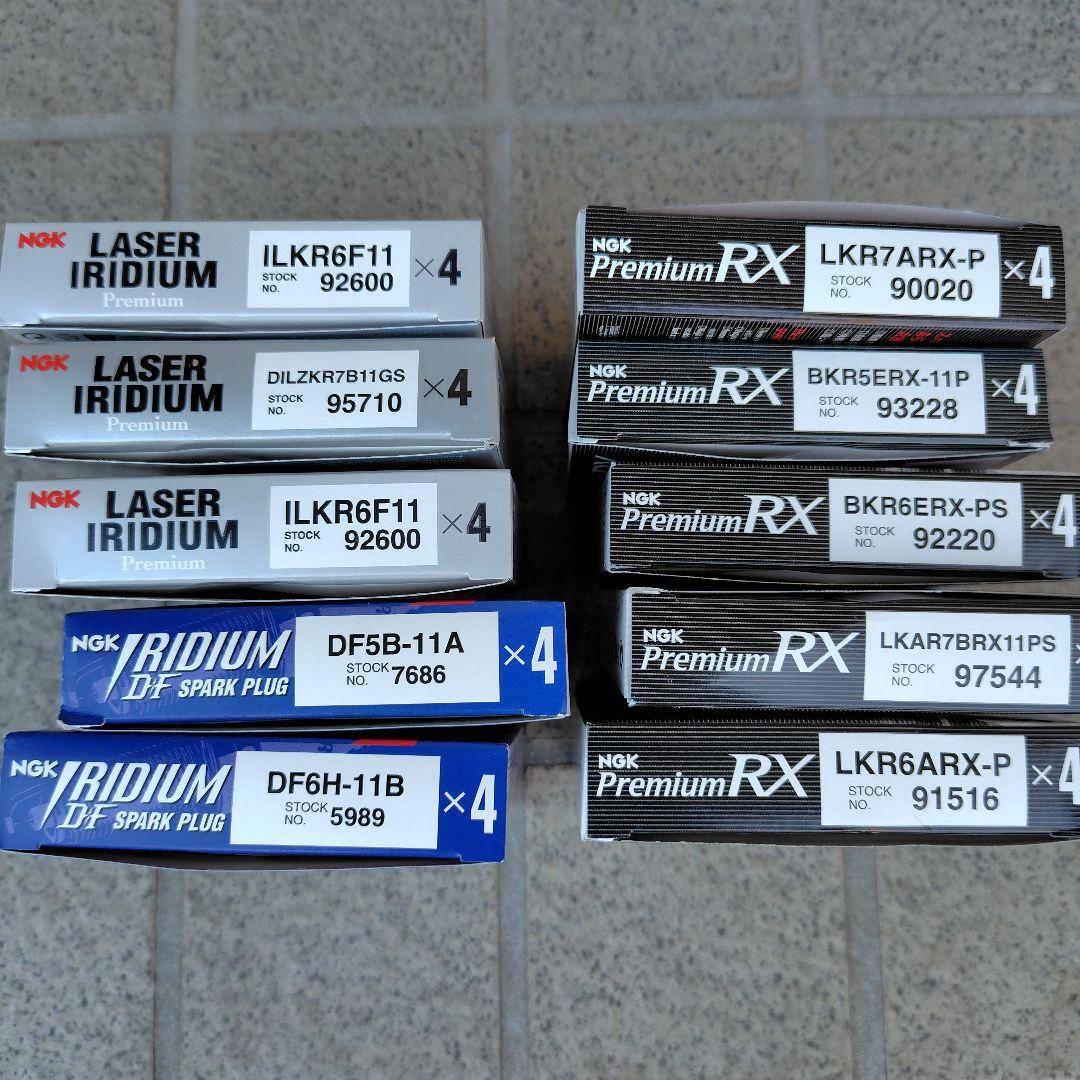 NGK LASER IRIDIUM Premium
ILKR6F11
STOCK NO. 92600
×4
NGK LASER IRIDIUM Premium
DILZKR7B11GS
STOCK NO. 95710
×4
NGK LASER IRIDIUM Premium
ILKR6F11
STOCK NO. 92600
×4
NGK IRIDIUM
DF SPARK PLUG
DF5B-11A
STOCK NO. 7686
×4
NGK IRIDIUM
DF SPARK PLUG
DF6H-11B
STOCK NO. 5989
×4
NGK
Premium RX
LKR7ARX-P
STOCK NO. 90020
×4
NGK
Premium RX
BKR5ERX-11P
STOCK NO. 93228
×4
NGK
Premium RX
BKR6ERX-PS
STOCK NO. 92220
×4
NGK
Premium RX
LKAR7BRX11PS
STOCK NO. 97544
NGK
Premium RX
LKR6ARX-P
STOCK NO. 91516
×4